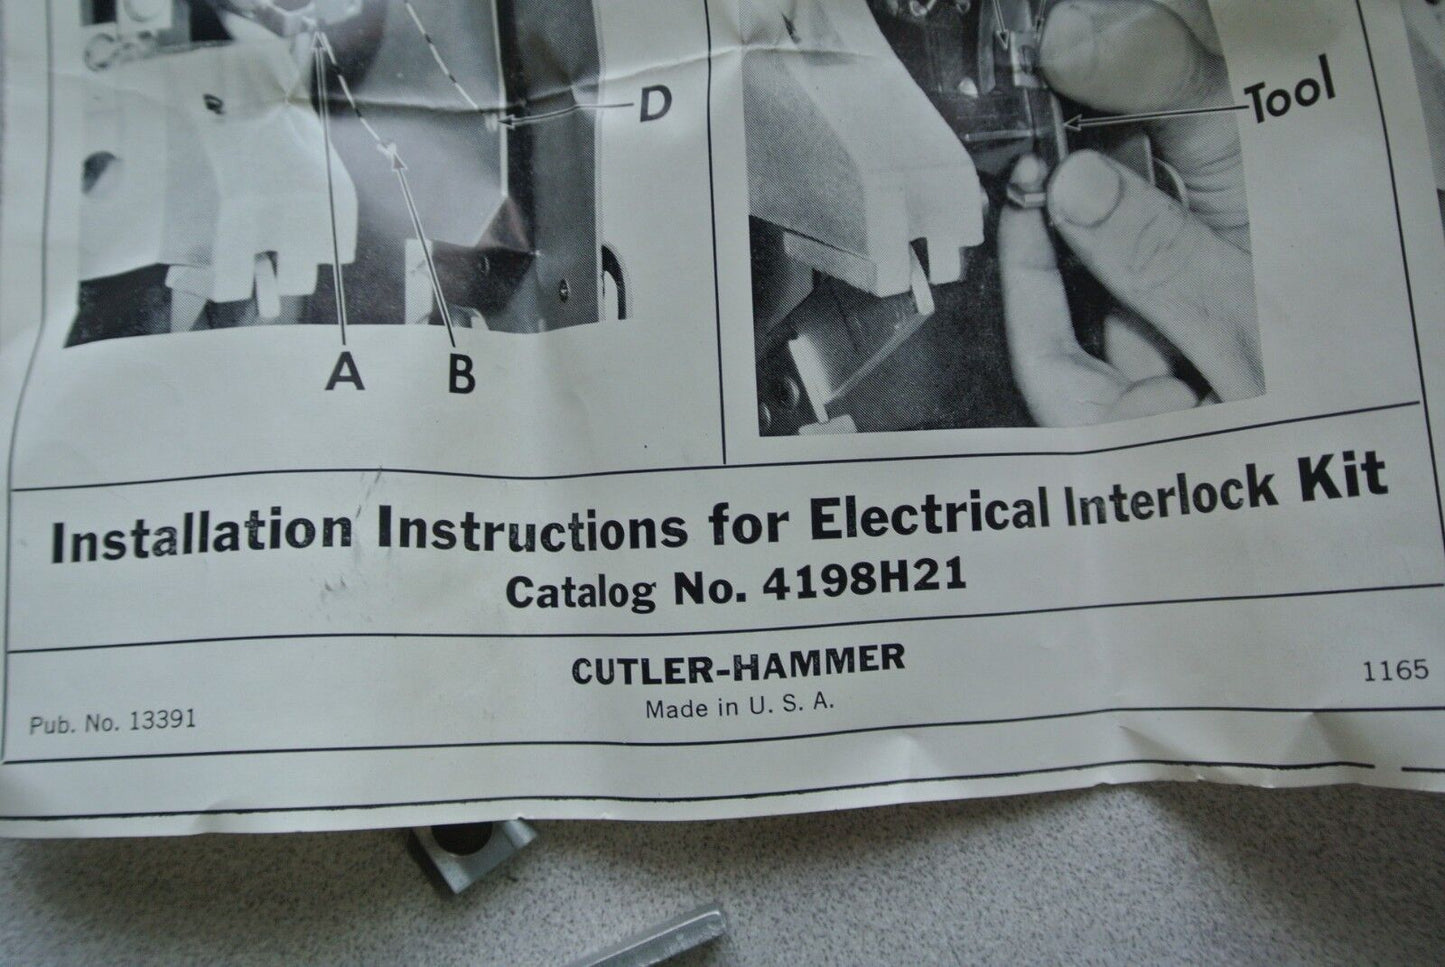 D
Tool
A
B
Installation Instructions for Electrical Interlock Kit
Catalog No. 4198H21
CUTLER-HAMMER
Made in U. S. A.
Pub. No. 13391
1165